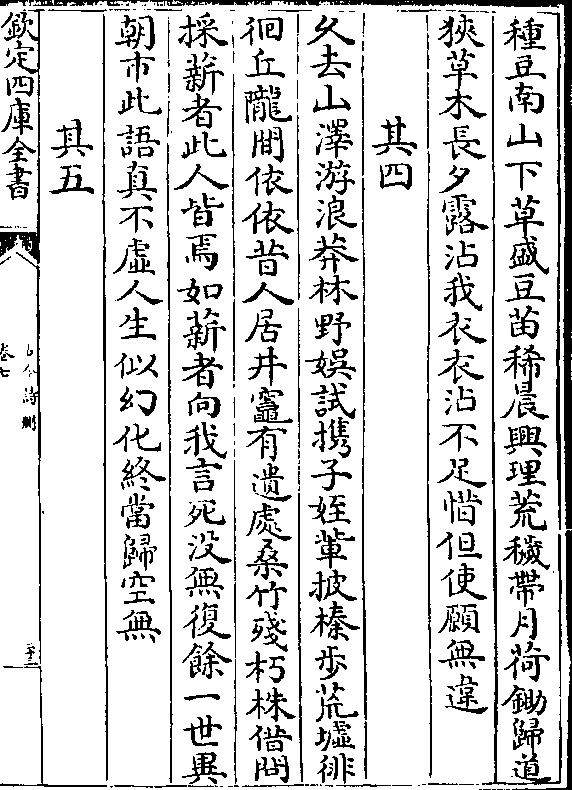 種豆南山下草盛豆苗稀晨興理荒穢帶月荷鋤歸道
狹草木長夕露沾我衣衣沾不足惜但使願無違
其四
久去山澤游浪莽林野娛試携子姪輩披榛步荒墟徘
徊丘隴間依依昔人居井竈有遺處桑竹殘朽株借問
採薪者此人皆焉如薪者向我言死没無復餘一世異
朝市此語真不虛人生似幻化終當歸空無
其五
欽定四庫全書
古今詩刪
卷七